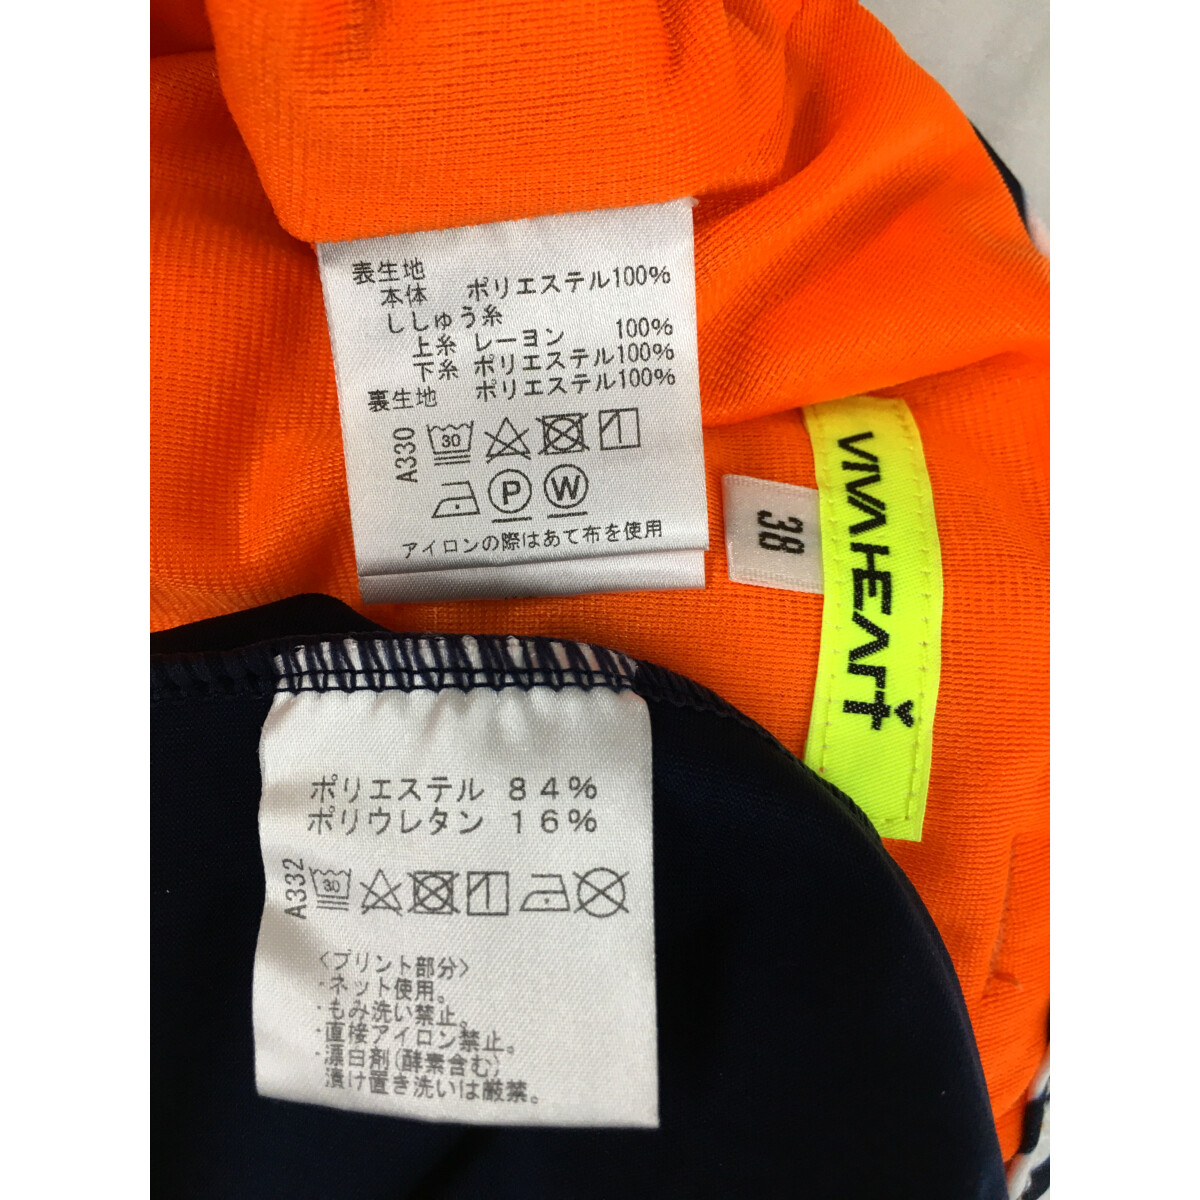 表生地
本体 ポリエステル100%
ししゅう糸
上糸 レーヨン 100%
下糸 ポリエステル100%
裏生地 ポリエステル100%
A330
30
P W
アイロンの際はあて布を使用
38
VIVAHEART
ポリエステル 84%
ポリウレタン 16%
A332
30
<プリント部分>
・ネット使用。
・もみ洗い禁止。
・直接アイロン禁止。
・漂白剤(酵素含む)
漬け置き洗いは厳禁。